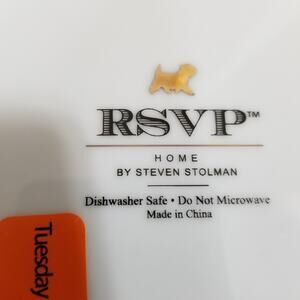 RSVP™
HOME
BY STEVEN STOLMAN
Dishwasher Safe • Do Not Microwave
Made in China
Tuesday